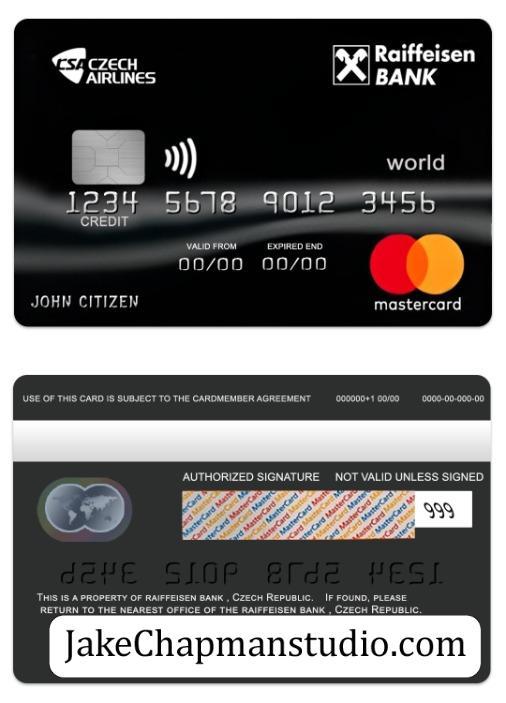 CSA CZECH AIRLINES
Raiffeisen BANK
world
1234 5678 9012 3456
CREDIT
VALID FROM EXPIRED END
00/00 00/00
JOHN CITIZEN
mastercard
USE OF THIS CARD IS SUBJECT TO THE CARDMEMBER AGREEMENT 000000+1 00/00 0000-00-000-00
AUTHORIZED SIGNATURE NOT VALID UNLESS SIGNED
MasterCard MasterCard MasterCard
999
THIS IS A PROPERTY OF RAIFFEISEN BANK , CZECH REPUBLIC. IF FOUND, PLEASE
RETURN TO THE NEAREST OFFICE OF THE RAIFFEISEN BANK , CZECH REPUBLIC.
JakeChapmanstudio.com